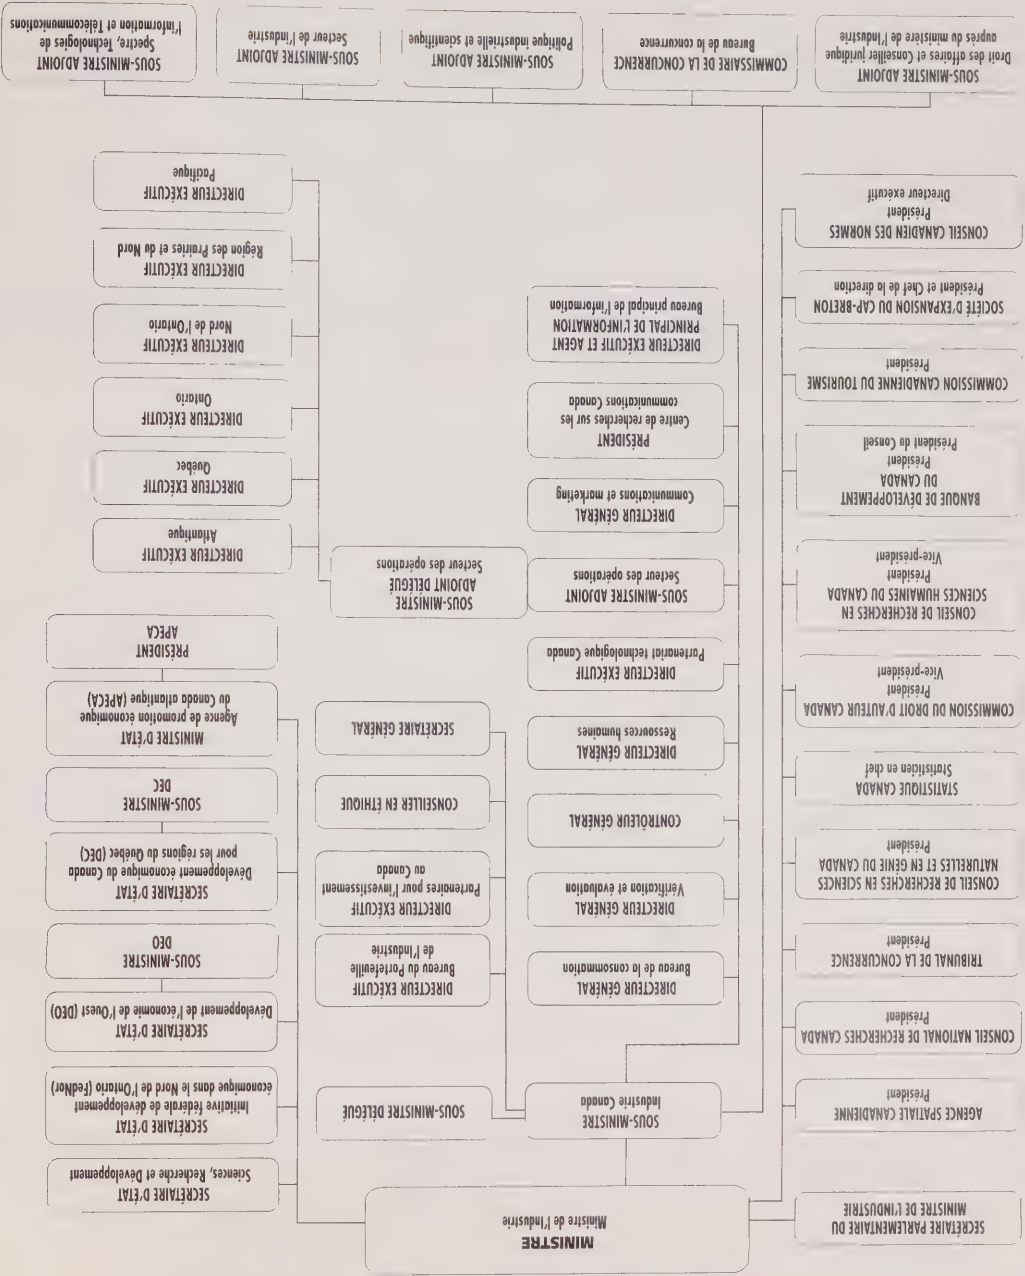 MINISTRE
Ministre de l'Industrie
SECRÉTAIRE PARLEMENTAIRE DU
MINISTRE DE L'INDUSTRIE
AGENCE SPATIALE CANADIENNE
Président
CONSEIL NATIONAL DE RECHERCHES CANADA
Président
TRIBUNAL DE LA CONCURRENCE
Président
CONSEIL DE RECHERCHES EN SCIENCES
NATURELLES ET EN GÉNIE DU CANADA
Président
STATISTIQUE CANADA
Statisticien en chef
COMMISSION DU DROIT D'AUTEUR CANADA
Président
Vice-président
CONSEIL DE RECHERCHES EN
SCIENCES HUMAINES DU CANADA
Président
Vice-président
BANQUE DE DÉVELOPPEMENT
DU CANADA
Président
Président du Conseil
COMMISSION CANADIENNE DU TOURISME
Président
SOCIÉTÉ D'EXPANSION DU CAP-BRETON
Président et Chef de la direction
CONSEIL CANADIEN DES NORMES
Président
Directeur exécutif
SOUS-MINISTRE
Industrie Canada
SOUS-MINISTRE DÉLÉGUÉ
DIRECTEUR GÉNÉRAL
Bureau de la consommation
DIRECTEUR GÉNÉRAL
Vérification et évaluation
CONTRÔLEUR GÉNÉRAL
DIRECTEUR GÉNÉRAL
Ressources humaines
DIRECTEUR EXÉCUTIF
Partenariat technologique Canada
SOUS-MINISTRE ADJOINT
Secteur des opérations
DIRECTEUR GÉNÉRAL
Communications et marketing
PRÉSIDENT
Centre de recherches sur les
communications Canada
DIRECTEUR EXÉCUTIF ET AGENT
PRINCIPAL DE L'INFORMATION
Bureau principal de l'information
DIRECTEUR EXÉCUTIF
Bureau du Portefeuille
de l'Industrie
DIRECTEUR EXÉCUTIF
Partenaires pour l'investissement
au Canada
CONSEILLER EN ÉTHIQUE
SECRÉTAIRE GÉNÉRAL
SOUS-MINISTRE
ADJOINT DÉLÉGUÉ
Secteur des opérations
SECRÉTAIRE D'ÉTAT
Sciences, Recherche et Développement
SECRÉTAIRE D'ÉTAT
Initiative fédérale de développement
économique dans le Nord de l'Ontario (FedNor)
SECRÉTAIRE D'ÉTAT
Développement de l'économie de l'Ouest (DEO)
SOUS-MINISTRE
DEO
SECRÉTAIRE D'ÉTAT
Développement économique du Canada
pour les régions du Québec (DEC)
SOUS-MINISTRE
DEC
MINISTRE D'ÉTAT
Agence de promotion économique
du Canada atlantique (APECA)
PRÉSIDENT
APECA
DIRECTEUR EXÉCUTIF
Atlantique
DIRECTEUR EXÉCUTIF
Québec
DIRECTEUR EXÉCUTIF
Ontario
DIRECTEUR EXÉCUTIF
Nord de l'Ontario
DIRECTEUR EXÉCUTIF
Région des Prairies et du Nord
DIRECTEUR EXÉCUTIF
Pacifique
SOUS-MINISTRE ADJOINT
Droit des affaires et Conseiller juridique
auprès du ministère de l'Industrie
COMMISSAIRE DE LA CONCURRENCE
Bureau de la concurrence
SOUS-MINISTRE ADJOINT
Politique industrielle et scientifique
SOUS-MINISTRE ADJOINT
Secteur de l'industrie
SOUS-MINISTRE ADJOINT
Spectre, Technologies de
l'information et Télécommunications